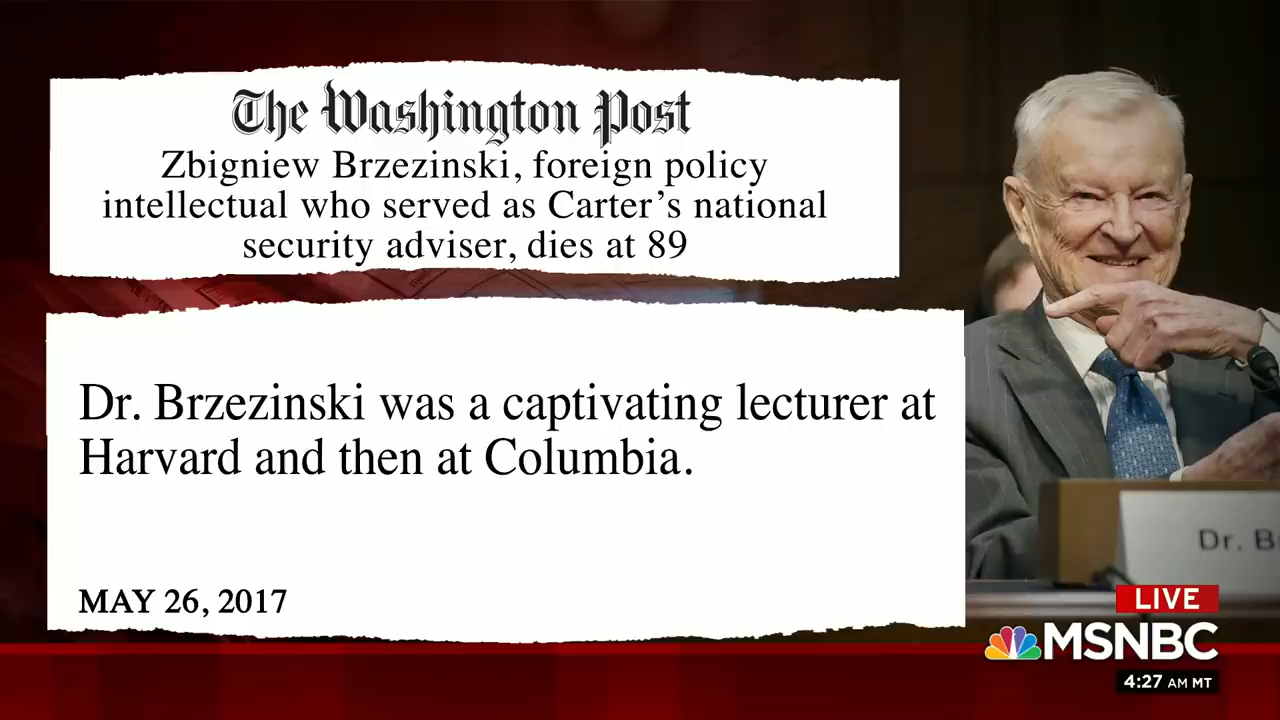 The Washington Post
Zbigniew Brzezinski, foreign policy
intellectual who served as Carter's national
security adviser, dies at 89
Dr. Brzezinski was a captivating lecturer at
Harvard and then at Columbia.
MAY 26, 2017
Dr. B
LIVE
MSNBC
4:27 AM MT